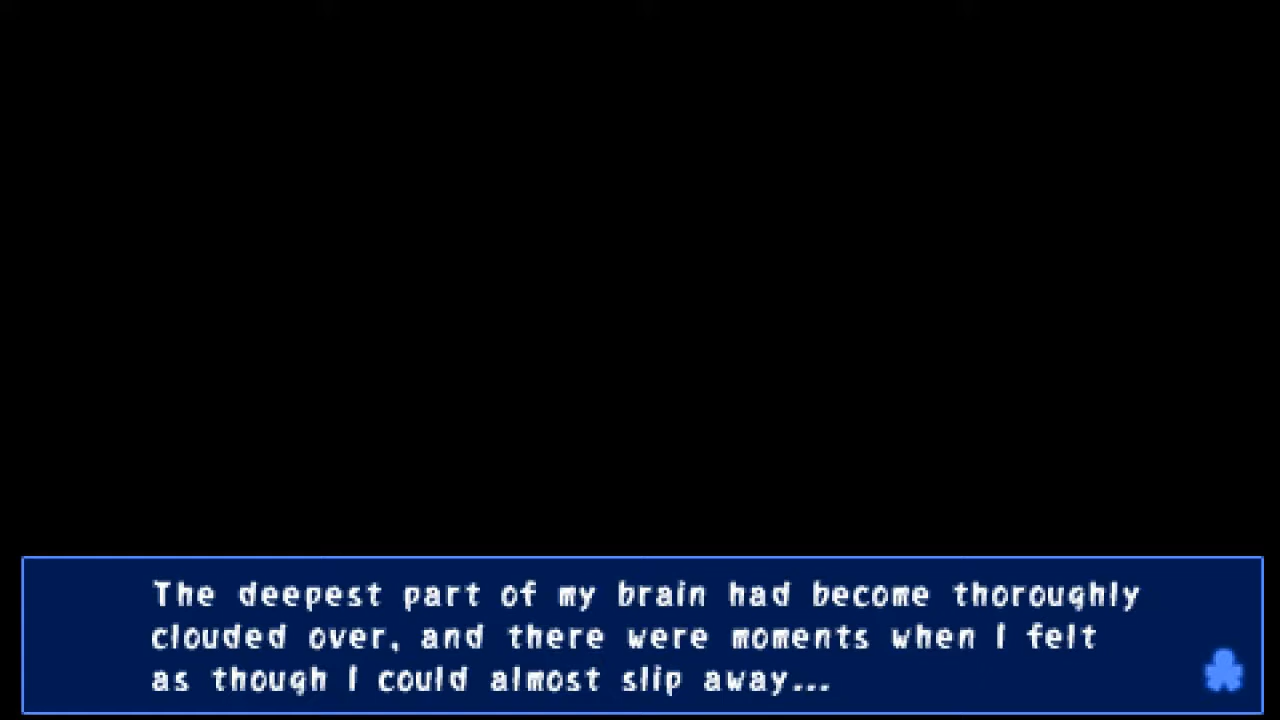 The deepest part of my brain had become thoroughly
clouded over, and there were moments when I felt
as though I could almost slip away...